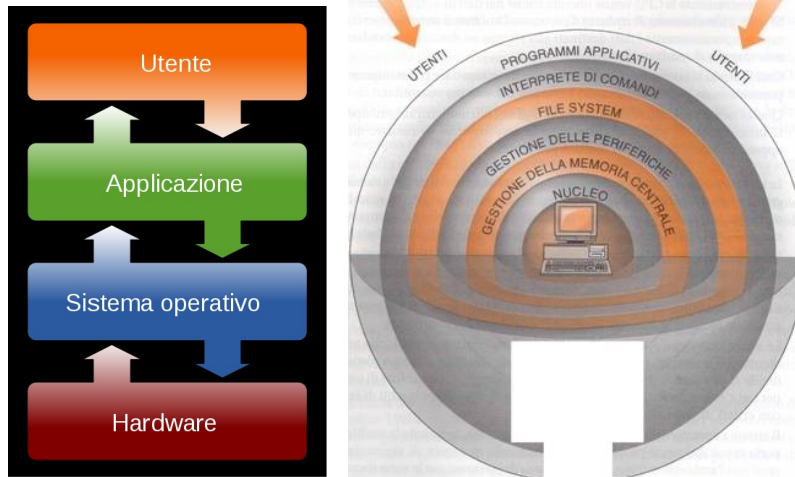 Utente
Applicazione
Sistema operativo
Hardware
UTENTI
PROGRAMMI APPLICATIVI
UTENTI
INTERPRETE DI COMANDI
FILE SYSTEM
GESTIONE DELLE PERIFERICHE
GESTIONE DELLA MEMORIA CENTRALE
NUCLEO